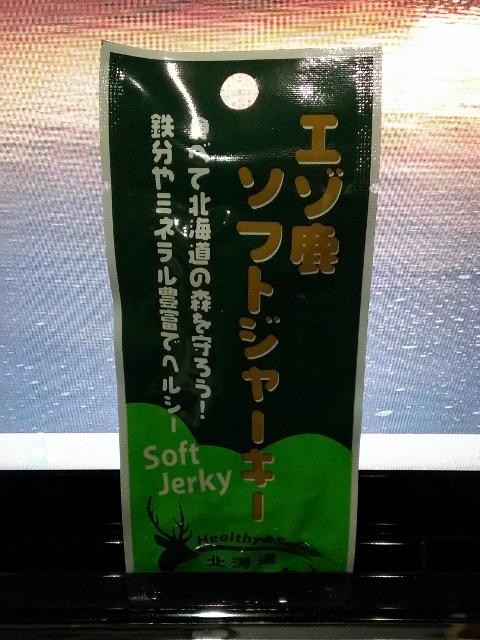 エゾ鹿
ソフトジャーキー
食べて北海道の森を守ろう!
鉄分やミネラル豊富でヘルシー
Soft
Jerky
Healthy&Safety
北海道